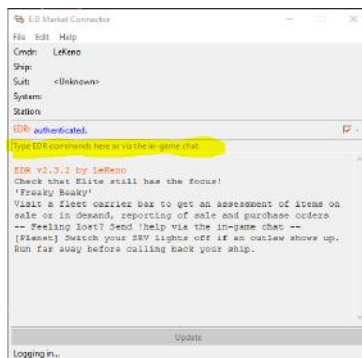 E:D Market Connector
File Edit Help
Cmdr: LeKeno
Ship:
Suit: <Unknown>
System:
Station:
EDR: authenticated.
Type EDR commands here or via the in-game chat.
EDR v2.3.2 by LeKeno
Check that Elite still has the focus!
'Freaky Beaky'
Visit a fleet carrier bar to get an assessment of items on
sale or in demand, reporting of sale and purchase orders
-- Feeling lost? Send !help via the in-game chat --
[Planet] Switch your SRV lights off if an outlaw shows up.
Run far away before calling back your ship.
Update
Logging in...